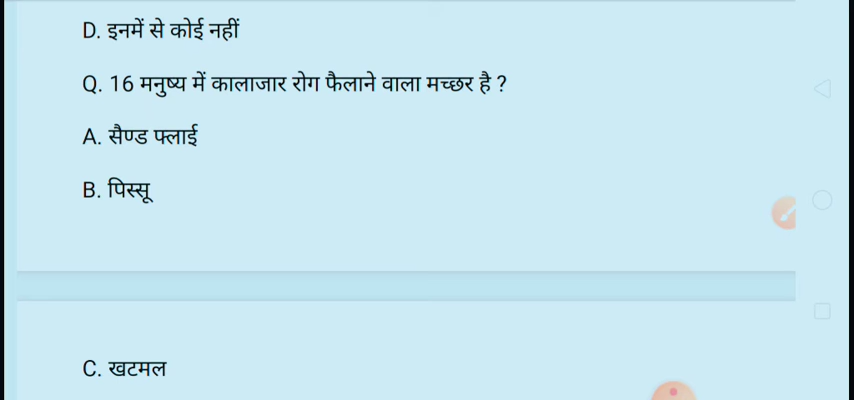 D. इनमें से कोई नहीं
Q. 16 मनुष्य में कालाजार रोग फैलाने वाला मच्छर है ?
A. सैण्ड फ्लाई
B. पिस्सू
C. खटमल